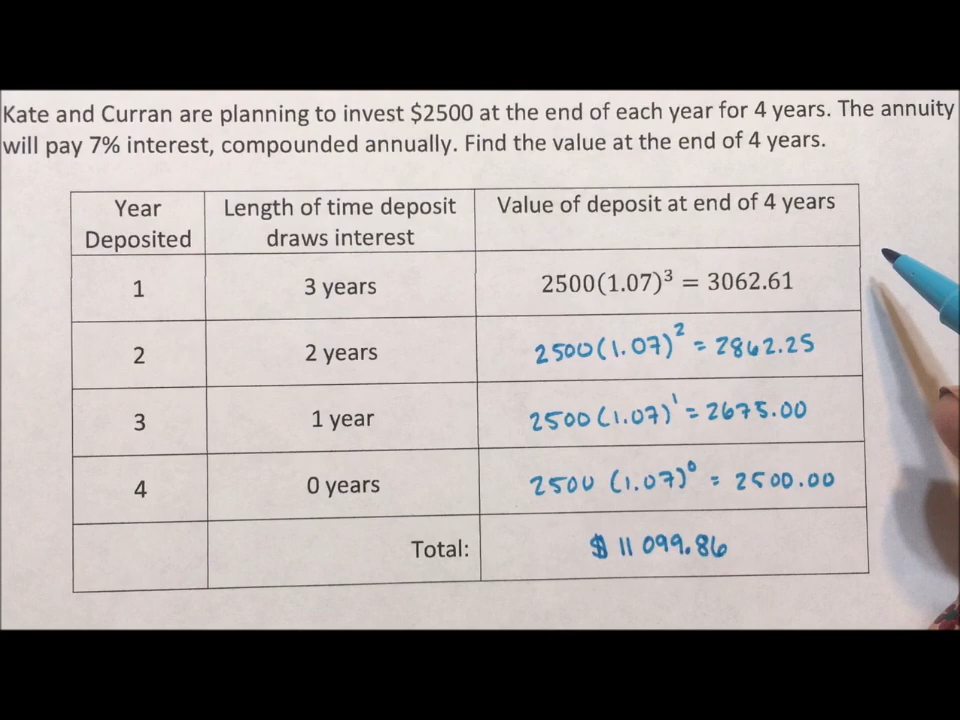 Kate and Curran are planning to invest $2500 at the end of each year for 4 years. The annuity
will pay 7% interest, compounded annually. Find the value at the end of 4 years.
Year Deposited
Length of time deposit draws interest
Value of deposit at end of 4 years
1
3 years
2500(1.07)³ = 3062.61
2
2 years
2500(1.07)² = 2862.25
3
1 year
2500(1.07)¹ = 2675.00
4
0 years
2500 (1.07)⁰ = 2500.00
Total:
$ 11 099.86